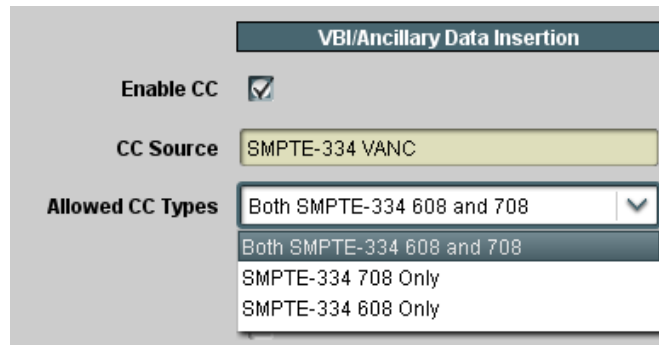 VBI/Ancillary Data Insertion
Enable CC
CC Source SMPTE-334 VANC
Allowed CC Types Both SMPTE-334 608 and 708
Both SMPTE-334 608 and 708
SMPTE-334 708 Only
SMPTE-334 608 Only